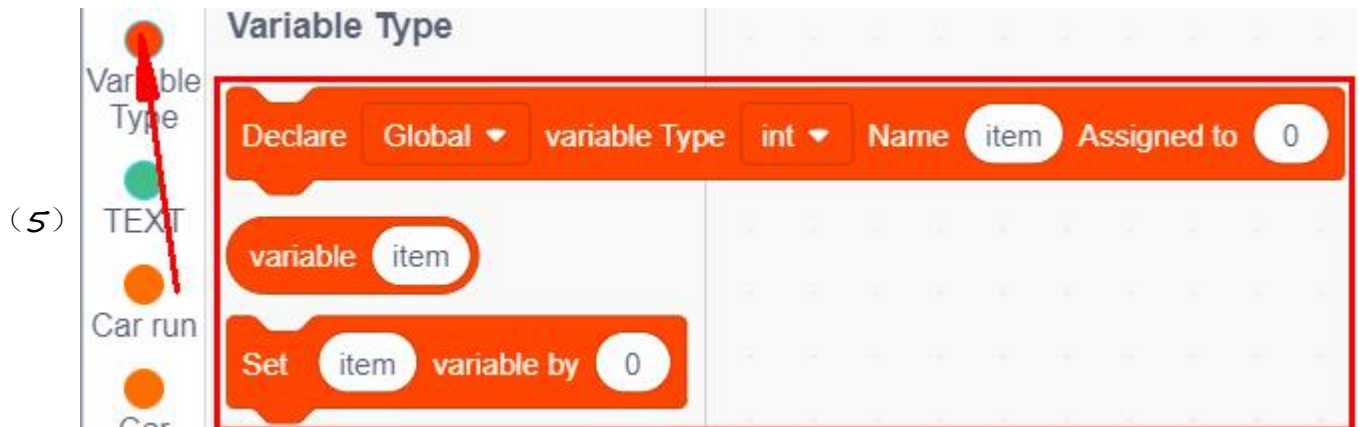 Variable Type
Variable
Type
Declare Global variable Type int Name item Assigned to 0
(5)
TEXT
variable item
Car run
Set item variable by 0
Car